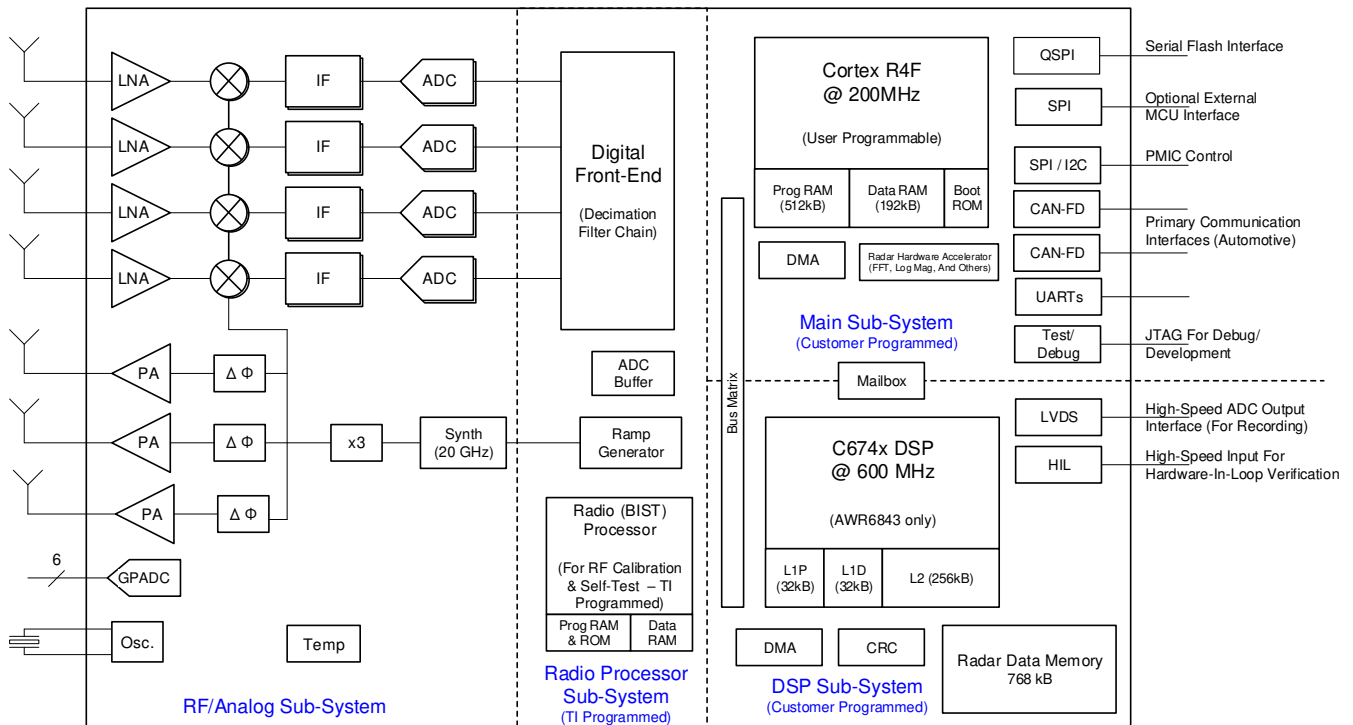 LNA
IF
ADC
LNA
IF
ADC
LNA
IF
ADC
LNA
IF
ADC
PA
Δ Φ
PA
Δ Φ
x3
Synth
(20 GHz)
PA
Δ Φ
6
GPADC
Osc.
Temp
RF/Analog Sub-System
Digital
Front-End
(Decimation
Filter Chain)
ADC
Buffer
Ramp
Generator
Radio (BIST)
Processor
(For RF Calibration
& Self-Test – TI
Programmed)
Prog RAM
& ROM
Data
RAM
Radio Processor
Sub-System
(TI Programmed)
Cortex R4F
@ 200MHz
(User Programmable)
Prog RAM
(512kB)
Data RAM
(192kB)
Boot
ROM
DMA
Radar Hardware Accelerator
(FFT, Log Mag, And Others)
Main Sub-System
(Customer Programmed)
Bus Matrix
Mailbox
C674x DSP
@ 600 MHz
(AWR6843 only)
L1P
(32kB)
L1D
(32kB)
L2 (256kB)
DMA
CRC
Radar Data Memory
768 kB
DSP Sub-System
(Customer Programmed)
QSPI
Serial Flash Interface
SPI
Optional External
MCU Interface
SPI / I2C
PMIC Control
CAN-FD
Primary Communication
Interfaces (Automotive)
CAN-FD
UARTs
Test/
Debug
JTAG For Debug/
Development
LVDS
High-Speed ADC Output
Interface (For Recording)
HIL
High-Speed Input For
Hardware-In-Loop Verification